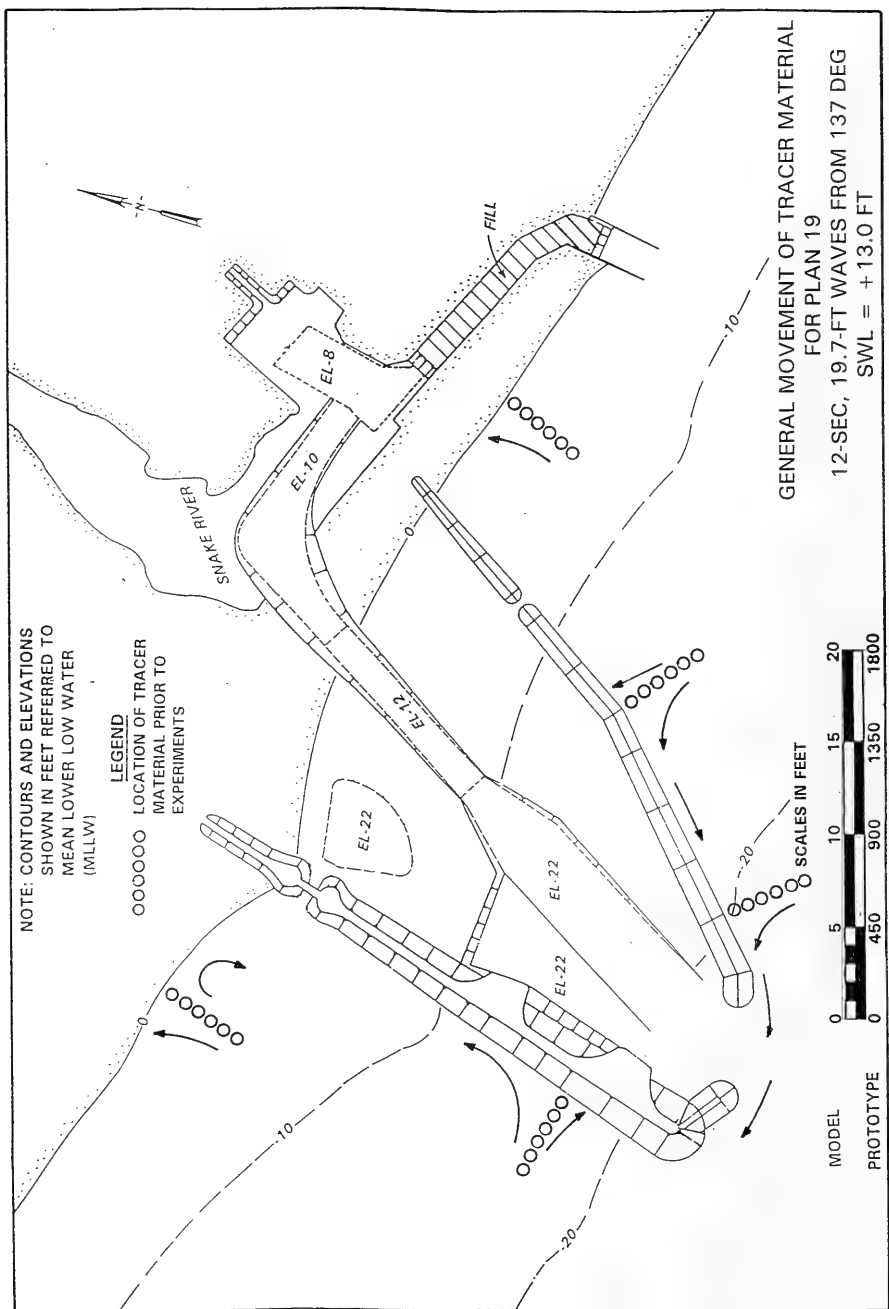 NOTE: CONTOURS AND ELEVATIONS
SHOWN IN FEET REFERRED TO
MEAN LOWER LOW WATER
(MLLW)
LEGEND
OOOOOO LOCATION OF TRACER
MATERIAL PRIOR TO
EXPERIMENTS
SNAKE RIVER
-N-
EL-8
EL-10
FILL
EL-12
EL-22
EL-22
EL-22
0
0
-10
-10
-20
-20
GENERAL MOVEMENT OF TRACER MATERIAL
FOR PLAN 19
12-SEC, 19.7-FT WAVES FROM 137 DEG
SWL = +13.0 FT
SCALES IN FEET
MODEL 0 5 10 15 20
PROTOTYPE 0 450 900 1350 1800